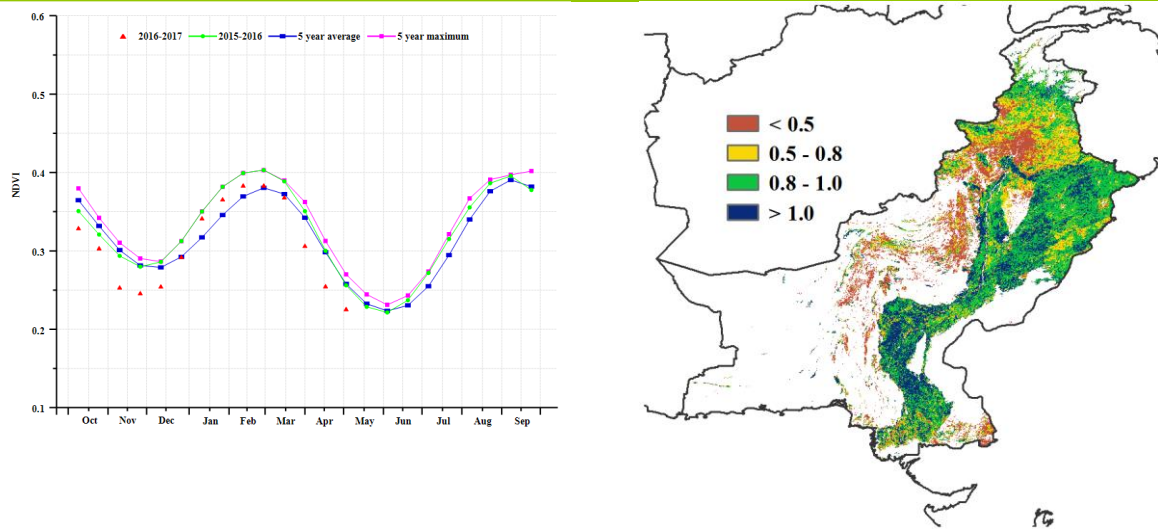 0.6
2016-2017 2015-2016 5 year average 5 year maximum
0.5
0.4
NDVI
0.3
0.2
0.1
Oct Nov Dec Jan Feb Mar Apr May Jun Jul Aug Sep
< 0.5
0.5 - 0.8
0.8 - 1.0
> 1.0